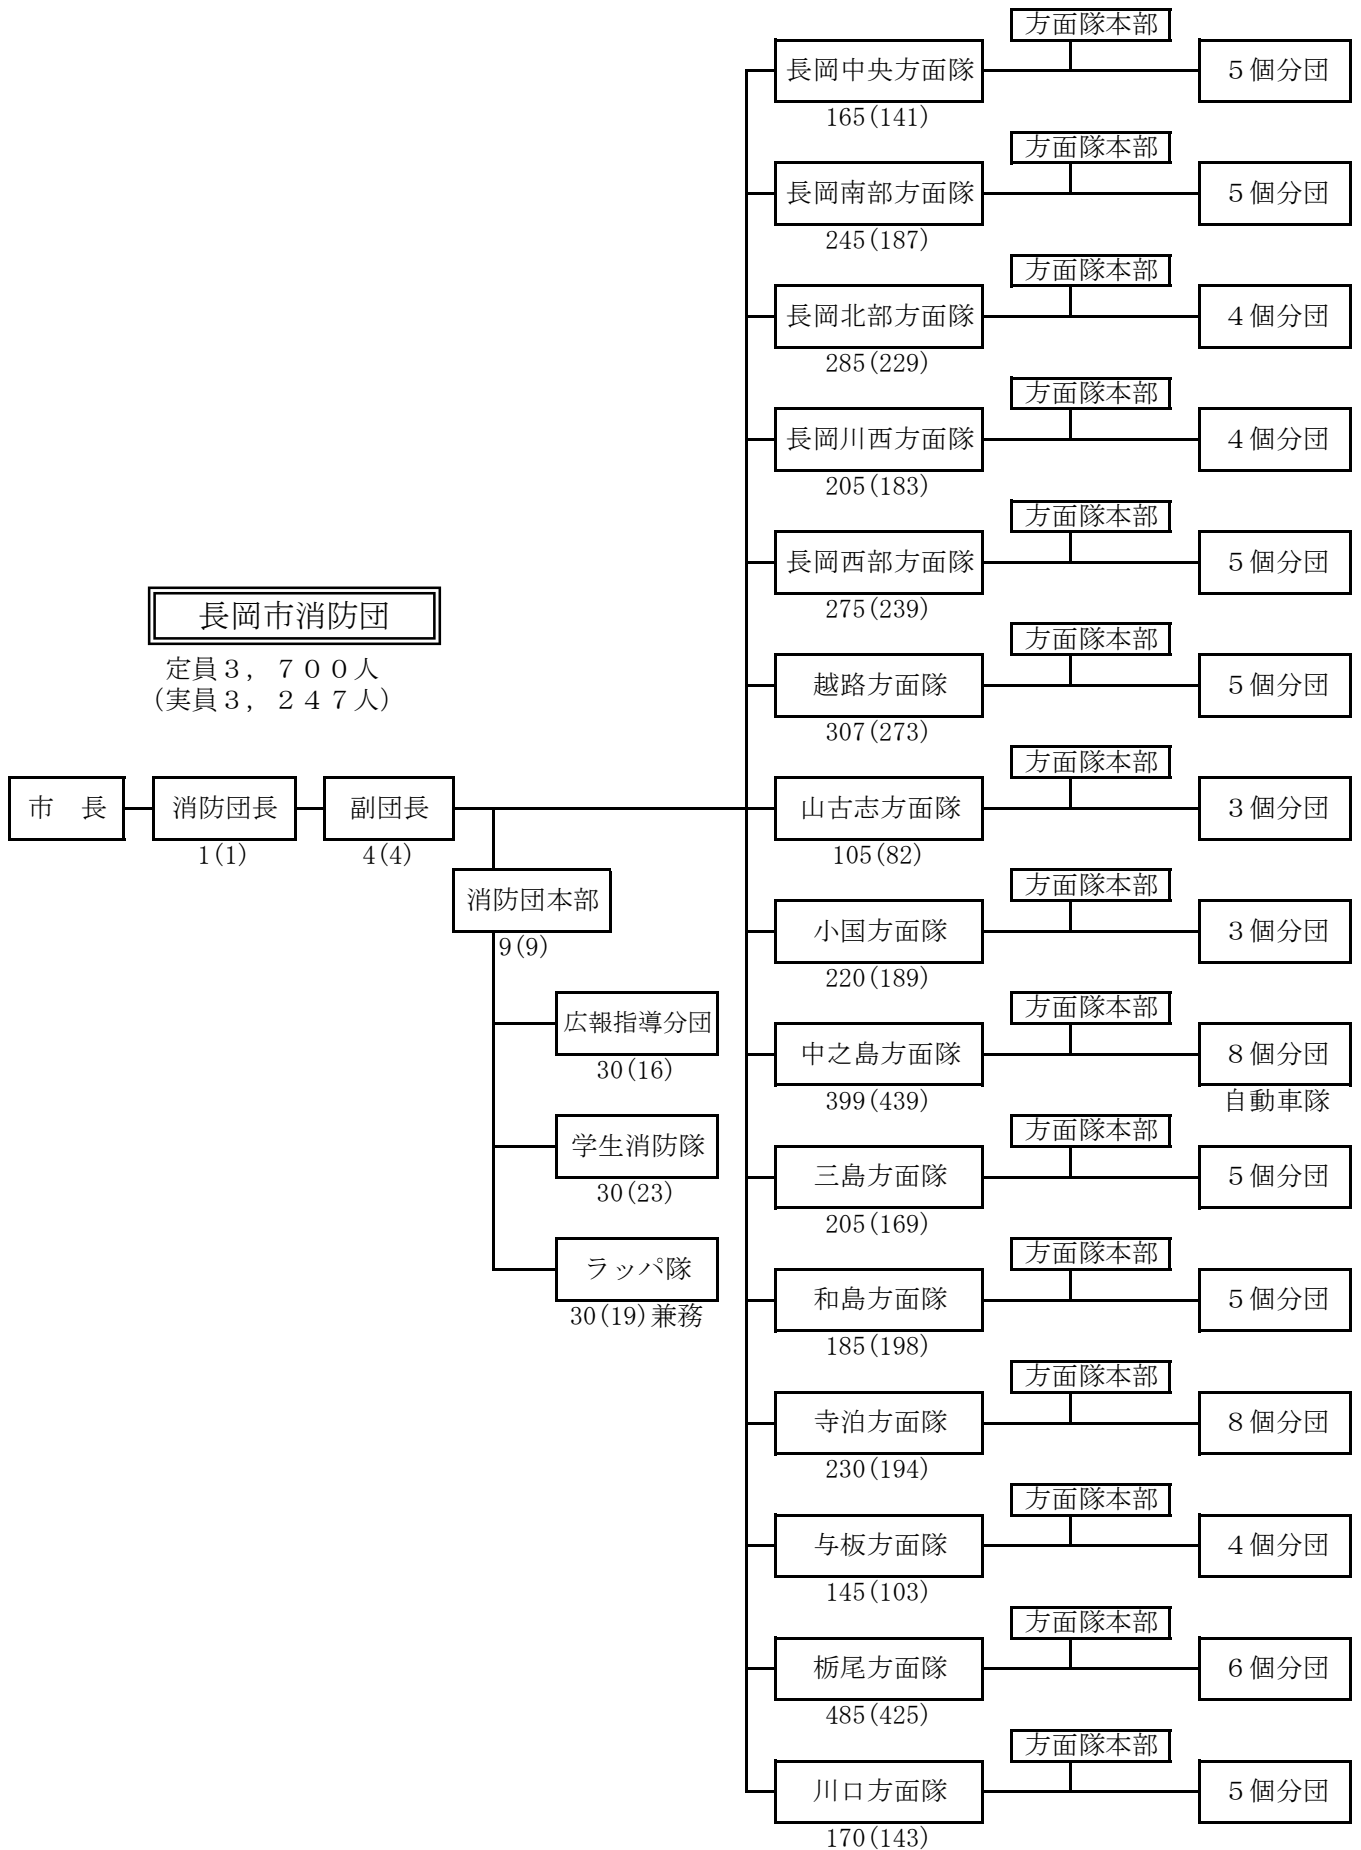 長岡市消防団
定員３，７００人
（実員３，２４７人）
市　長
消防団長
1(1)
副団長
4(4)
消防団本部
9(9)
広報指導分団
30(16)
学生消防隊
30(23)
ラッパ隊
30(19)兼務
方面隊本部
長岡中央方面隊
５個分団
165(141)
方面隊本部
長岡南部方面隊
５個分団
245(187)
方面隊本部
長岡北部方面隊
４個分団
285(229)
方面隊本部
長岡川西方面隊
４個分団
205(183)
方面隊本部
長岡西部方面隊
５個分団
275(239)
方面隊本部
越路方面隊
５個分団
307(273)
方面隊本部
山古志方面隊
３個分団
105(82)
方面隊本部
小国方面隊
３個分団
220(189)
方面隊本部
中之島方面隊
８個分団
399(439)
自動車隊
方面隊本部
三島方面隊
５個分団
205(169)
方面隊本部
和島方面隊
５個分団
185(198)
方面隊本部
寺泊方面隊
８個分団
230(194)
方面隊本部
与板方面隊
４個分団
145(103)
方面隊本部
栃尾方面隊
６個分団
485(425)
方面隊本部
川口方面隊
５個分団
170(143)